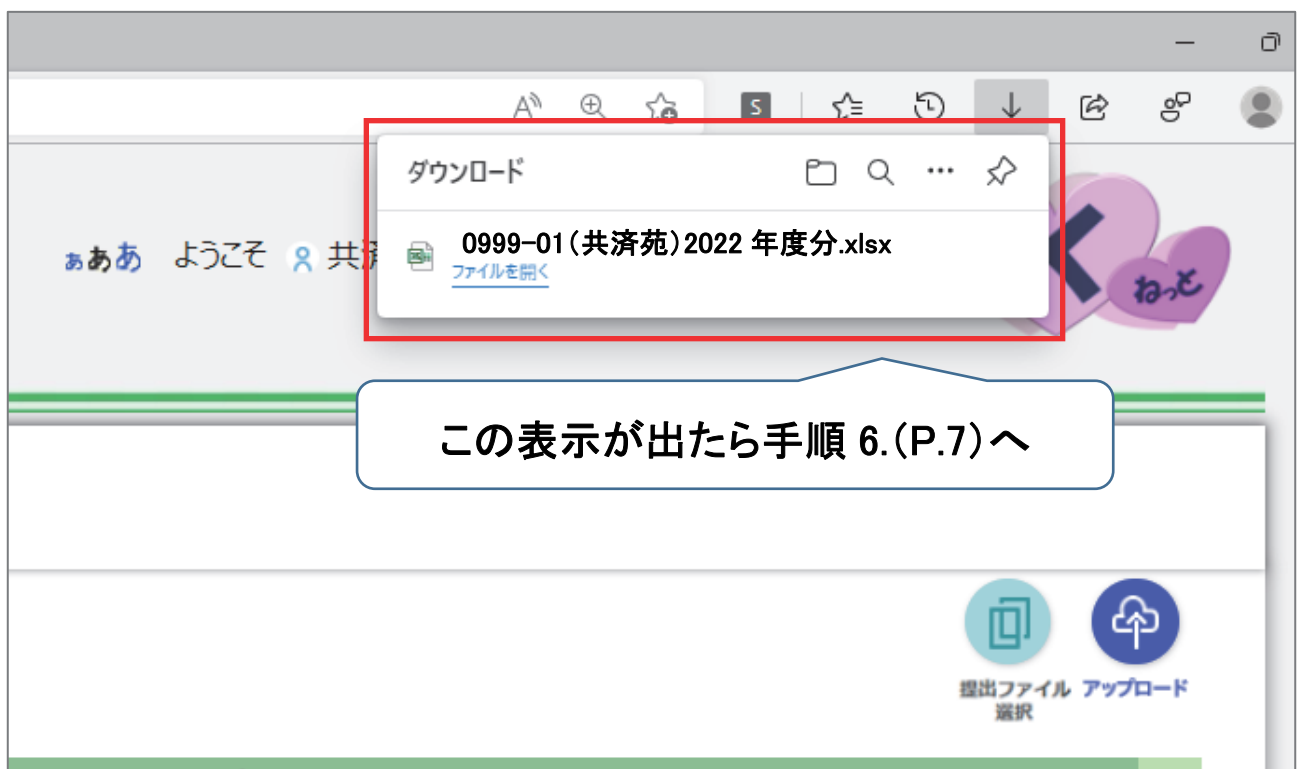 S
ダウンロード
0999-01(共済苑)2022 年度分.xlsx
ファイルを開く
ぁああ ようこそ 共済
ねっと
この表示が出たら手順 6.(P.7)へ
提出ファイル
選択
アップロード